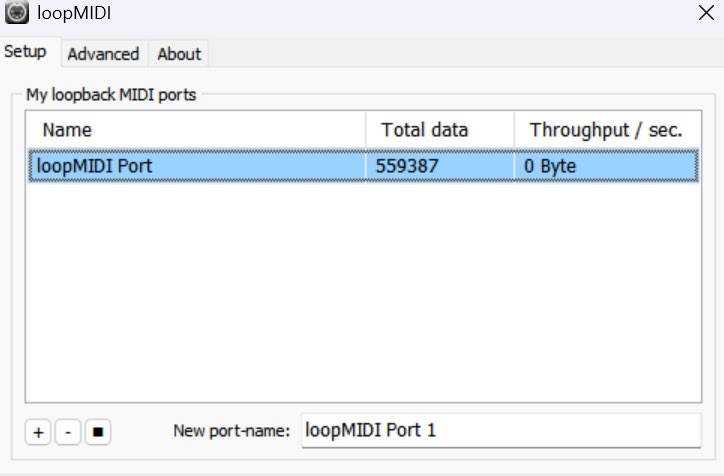 loopMIDI
Setup Advanced About
My loopback MIDI ports
Name Total data Throughput / sec.
loopMIDI Port 559387 0 Byte
+ - New port-name: loopMIDI Port 1